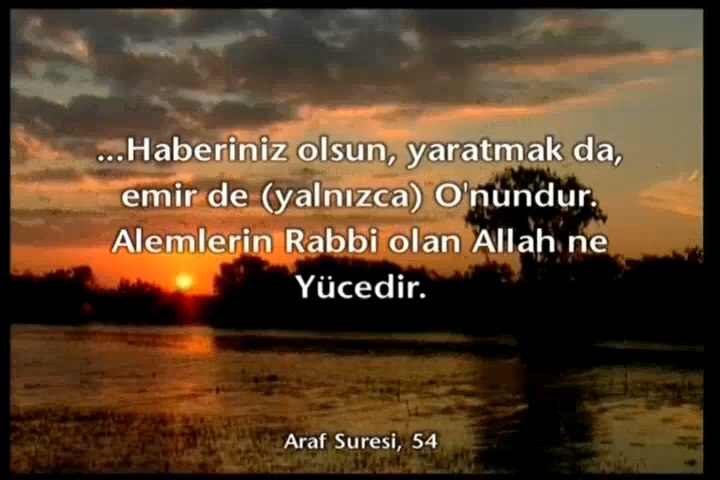 ...Haberiniz olsun, yaratmak da,
emir de (yalnızca) O'nundur.
Alemlerin Rabbi olan Allah ne
Yücedir.
Araf Suresi, 54